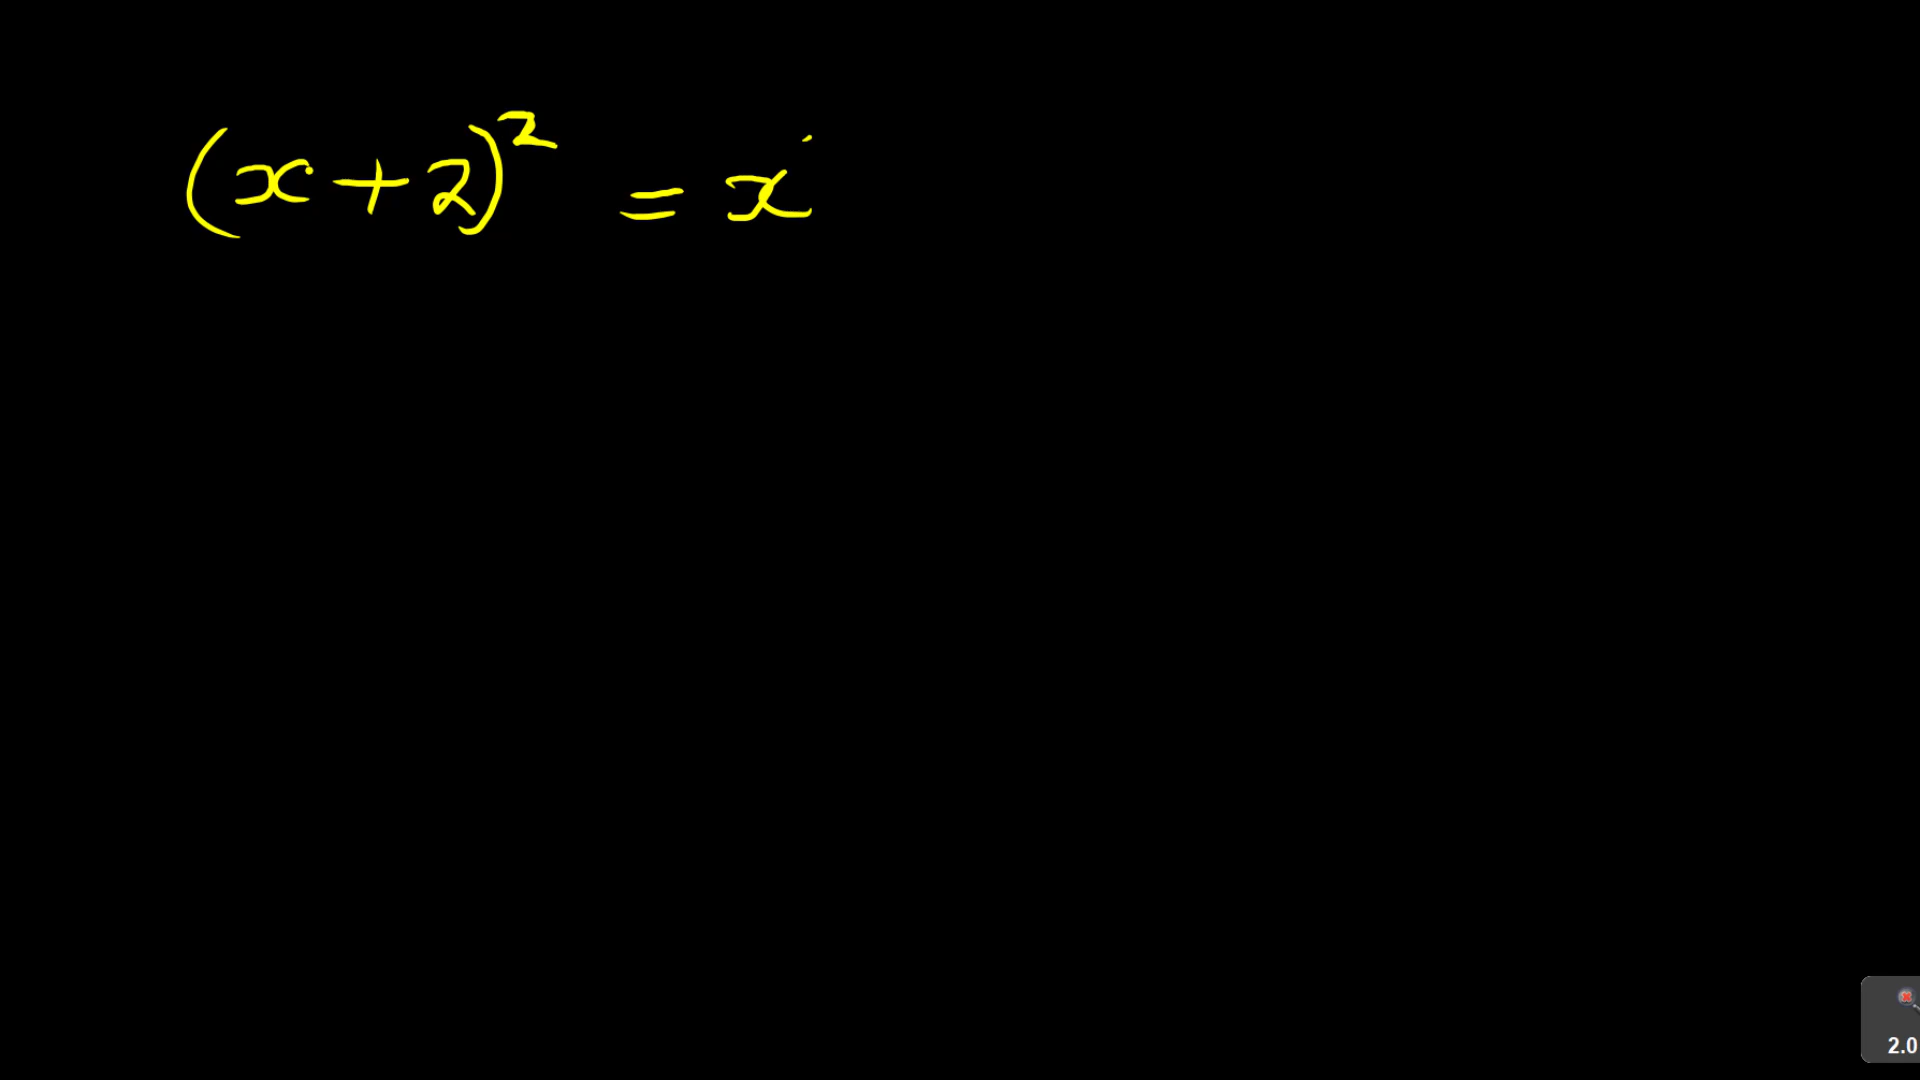 (x+2)² = x
2.0